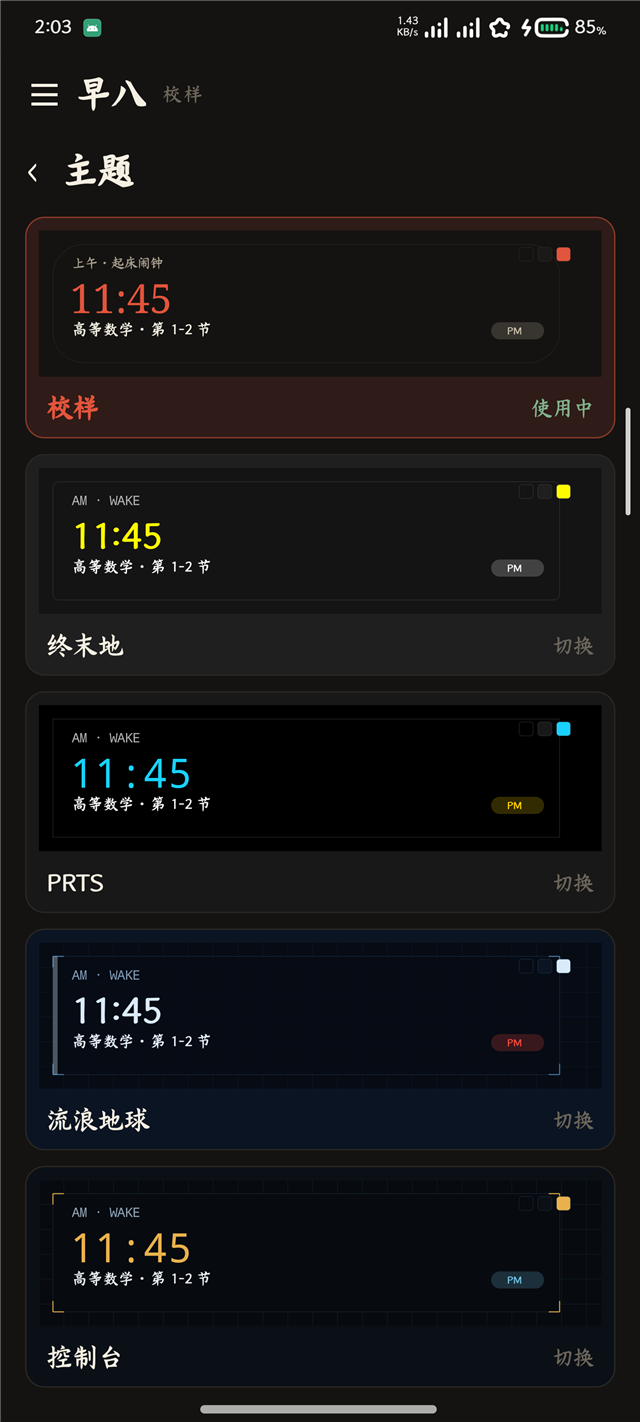 2:03 1.43 KB/s 85%
早八 校样
主题
上午·起床闹钟
11:45
高等数学·第 1-2 节 PM
校样 使用中
AM · WAKE
11:45
高等数学·第 1-2 节 PM
终末地 切换
AM · WAKE
11:45
高等数学·第 1-2 节 PM
PRTS 切换
AM · WAKE
11:45
高等数学·第 1-2 节 PM
流浪地球 切换
AM · WAKE
11:45
高等数学·第 1-2 节 PM
控制台 切换